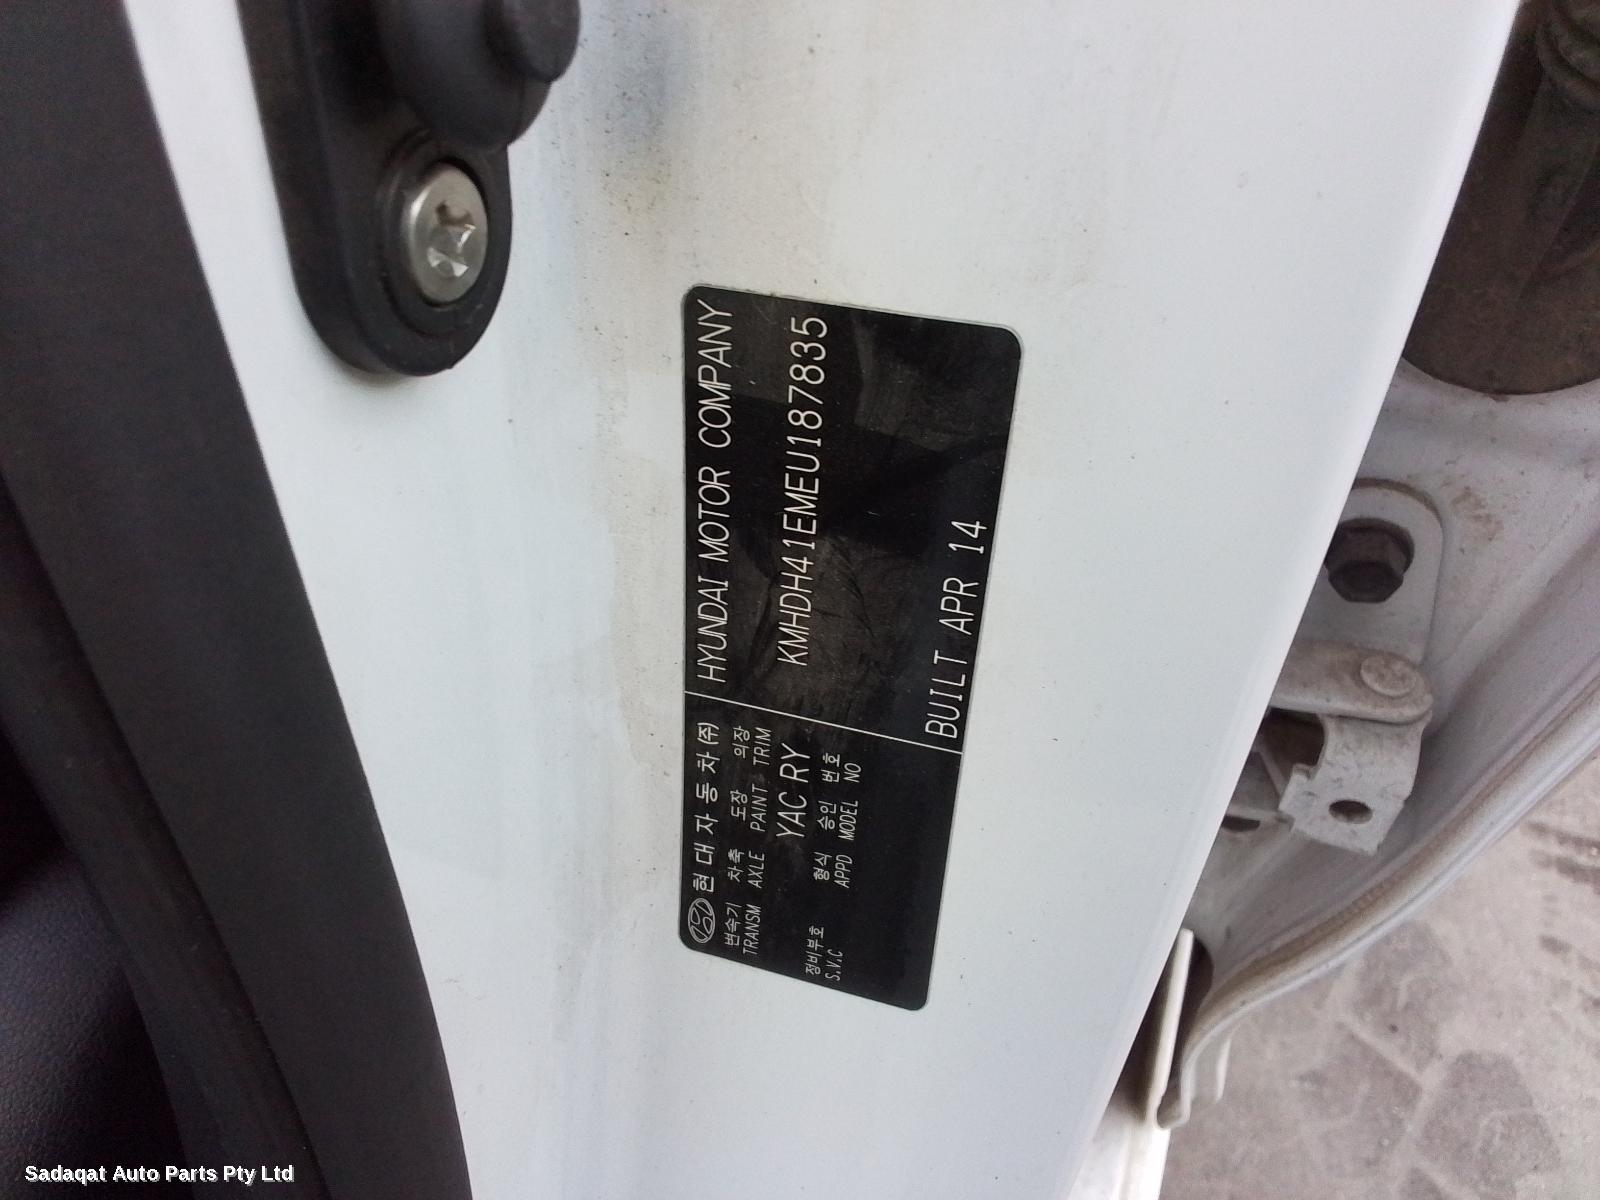 현대자동차(주) HYUNDAI MOTOR COMPANY
변속기 차축 도장 의장
TRANSM AXLE PAINT TRIM
YAC RY KMHDH41EMEU187835
정비부호 형식 승인 번호
S.V.C APPD MODEL NO
BUILT APR 14
Sadaqat Auto Parts Pty Ltd